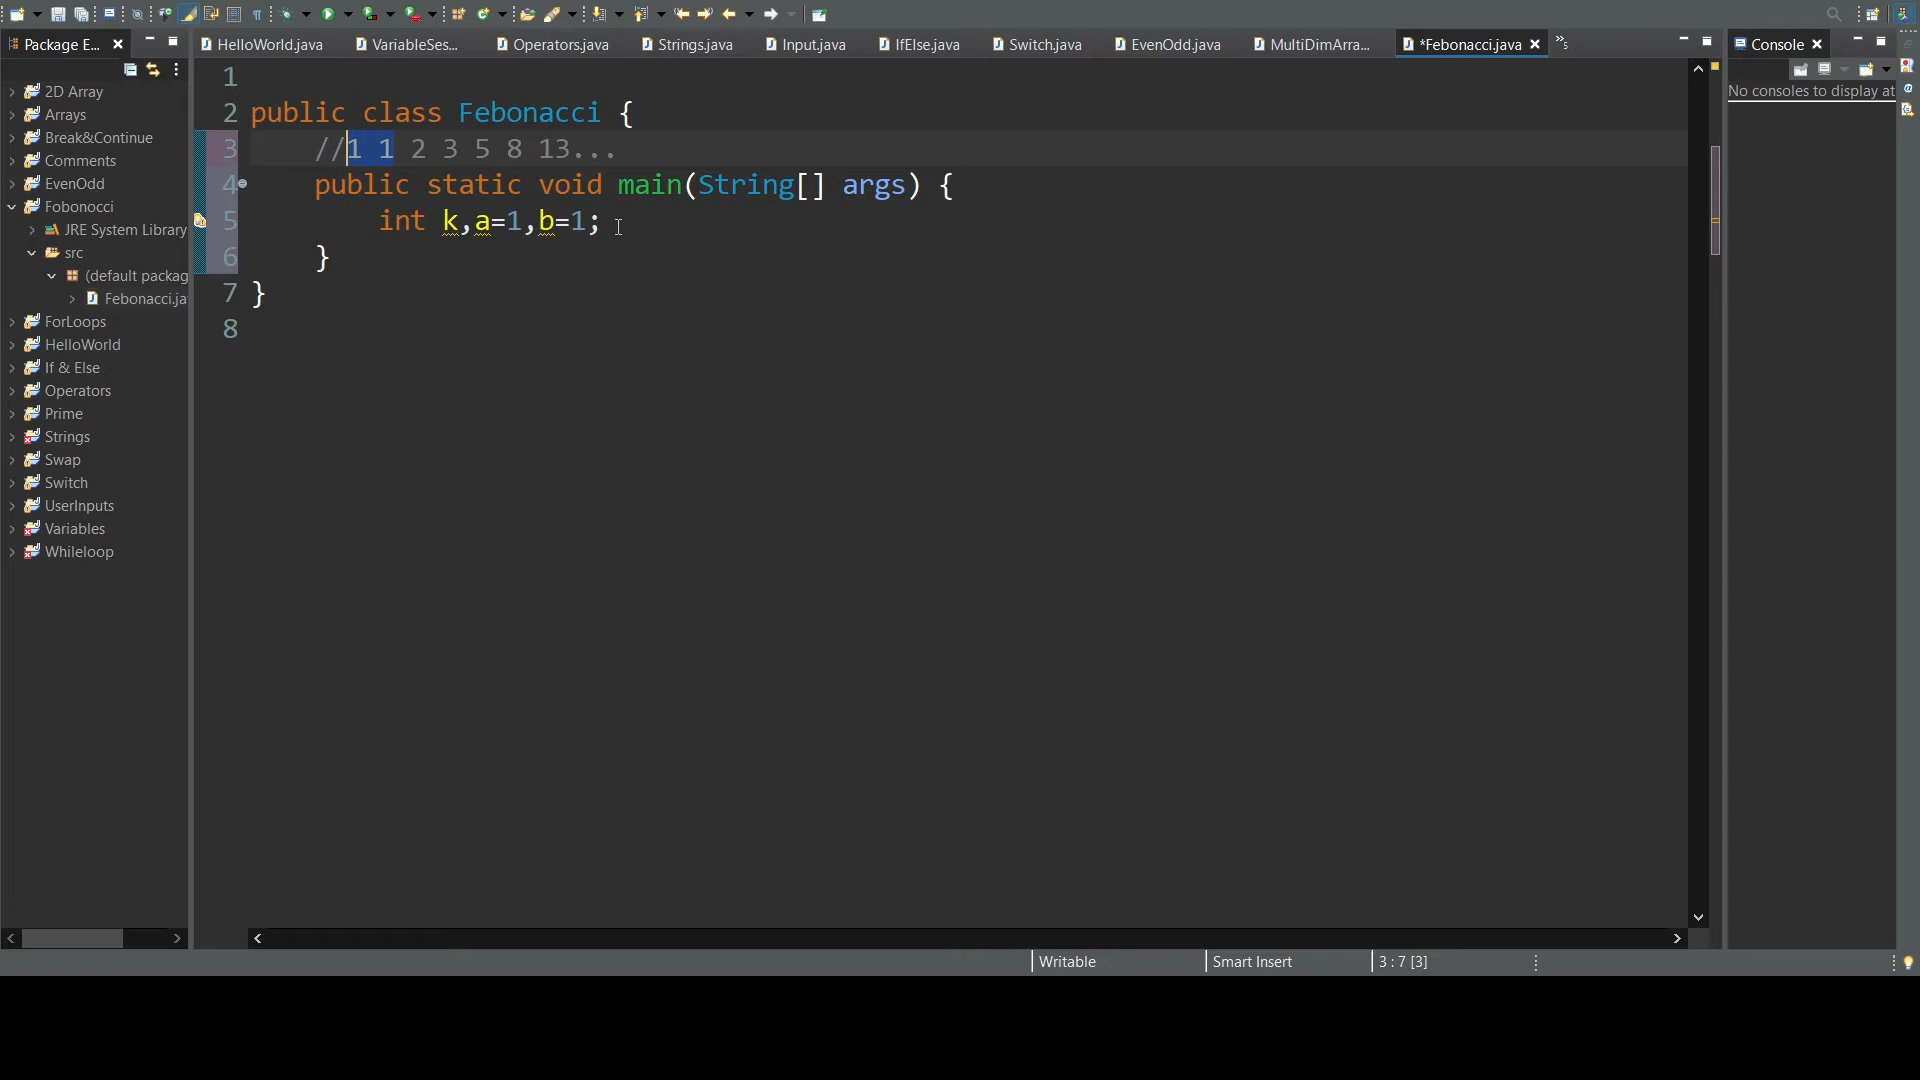 Package E...
HelloWorld.java
VariableSes...
Operators.java
Strings.java
Input.java
IfElse.java
Switch.java
EvenOdd.java
MultiDimArra...
*Febonacci.java
»5
Console
No consoles to display at
2D Array
Arrays
Break&Continue
Comments
EvenOdd
Fobonocci
JRE System Library
src
(default packag
Febonacci.ja
ForLoops
HelloWorld
If & Else
Operators
Prime
Strings
Swap
Switch
UserInputs
Variables
Whileloop
1
2 public class Febonacci {
3 //1 1 2 3 5 8 13...
4 public static void main(String[] args) {
5 int k,a=1,b=1;
6 }
7 }
8
Writable
Smart Insert
3 : 7 [3]